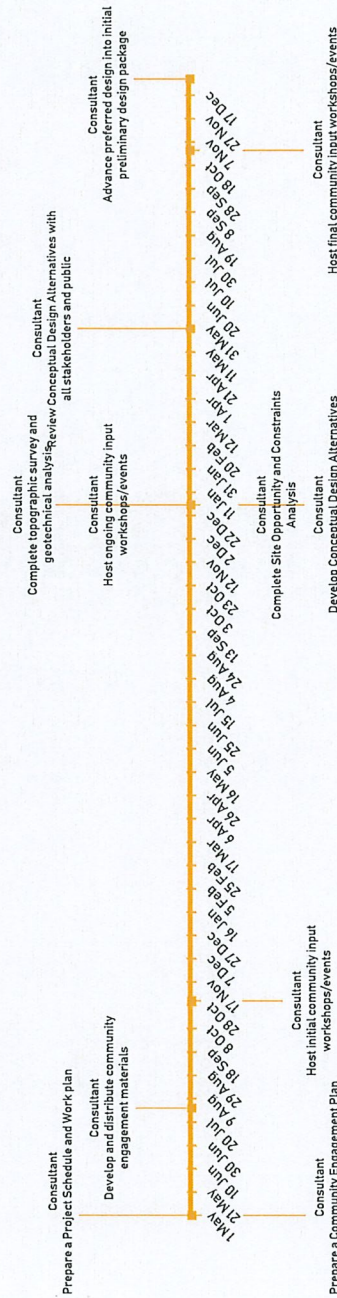 Consultant
Prepare a Project Schedule and Work plan
Consultant
Develop and distribute community
engagement materials
Consultant
Complete topographic survey and
geotechnical analysis
Consultant
Host ongoing community input
workshops/events
Consultant
Review Conceptual Design Alternatives with
all stakeholders and public
Consultant
Advance preferred design into initial
preliminary design package
1 May
21 May
10 Jun
30 Jun
20 Jul
9 Aug
29 Aug
18 Sep
8 Oct
28 Oct
17 Nov
7 Dec
27 Dec
16 Jan
5 Feb
25 Feb
17 Mar
6 Apr
26 Apr
16 May
5 Jun
25 Jun
15 Jul
4 Aug
24 Aug
13 Sep
3 Oct
23 Oct
12 Nov
2 Dec
22 Dec
11 Jan
31 Jan
20 Feb
12 Mar
1 Apr
21 Apr
11 May
31 May
20 Jun
10 Jul
30 Jul
19 Aug
8 Sep
28 Sep
18 Oct
7 Nov
27 Nov
17 Dec
Consultant
Prepare a Community Engagement Plan
Consultant
Host initial community input
workshops/events
Consultant
Complete Site Opportunity and Constraints
Analysis
Consultant
Develop Conceptual Design Alternatives
Consultant
Host final community input workshops/events